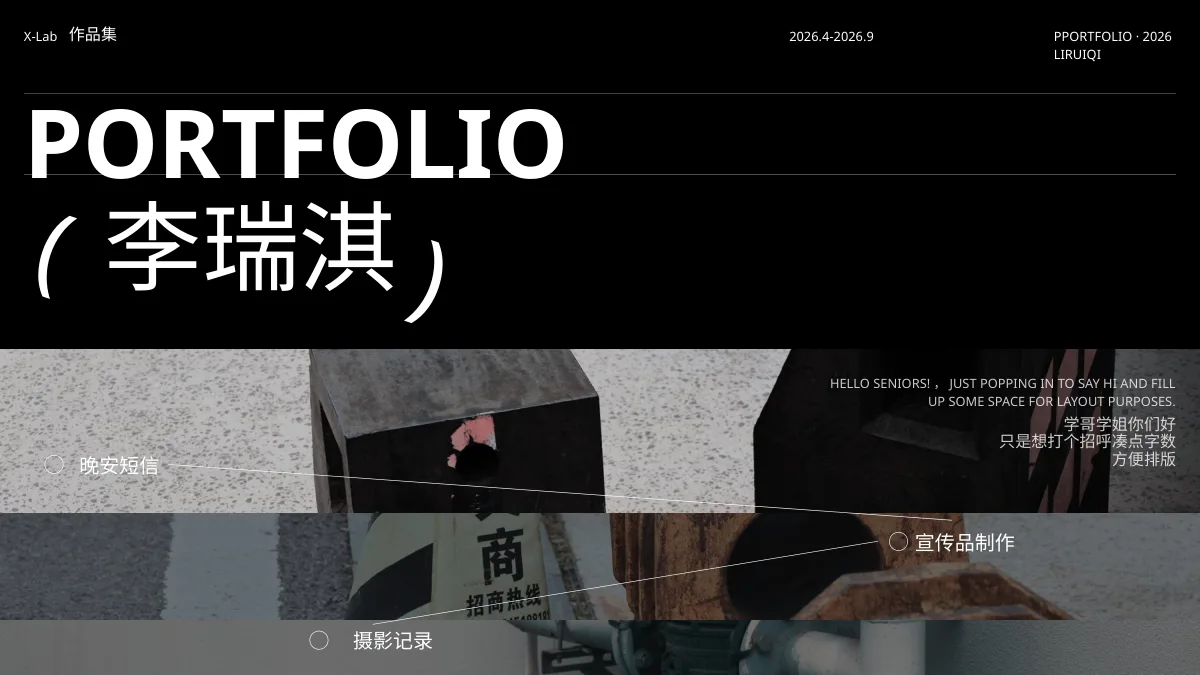 X-Lab 作品集
2026.4-2026.9
PPORTFOLIO · 2026
LIRUIQI
PORTFOLIO
( 李瑞淇 )
HELLO SENIORS! ， JUST POPPING IN TO SAY HI AND FILL
UP SOME SPACE FOR LAYOUT PURPOSES.
学哥学姐你们好
只是想打个招呼凑点字数
方便排版
晚安短信
宣传品制作
商
招商热线
摄影记录